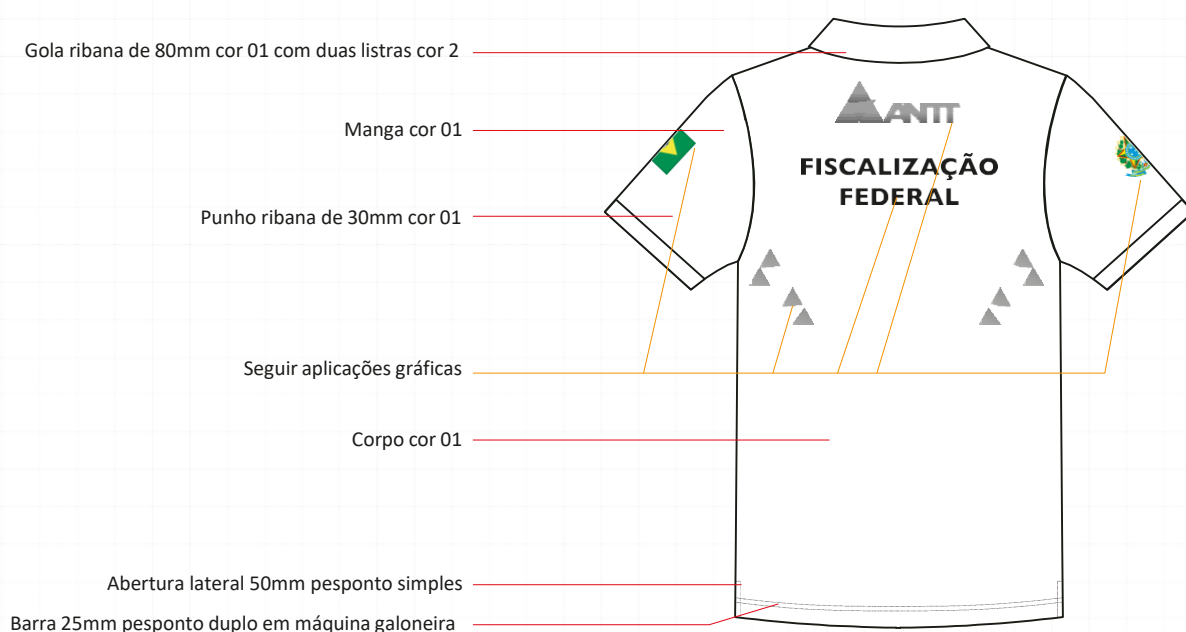 Gola ribana de 80mm cor 01 com duas listras cor 2
ANTT
Manga cor 01
FISCALIZAÇÃO
FEDERAL
Punho ribana de 30mm cor 01
Seguir aplicações gráficas
Corpo cor 01
Abertura lateral 50mm pesponto simples
Barra 25mm pesponto duplo em máquina galoneira